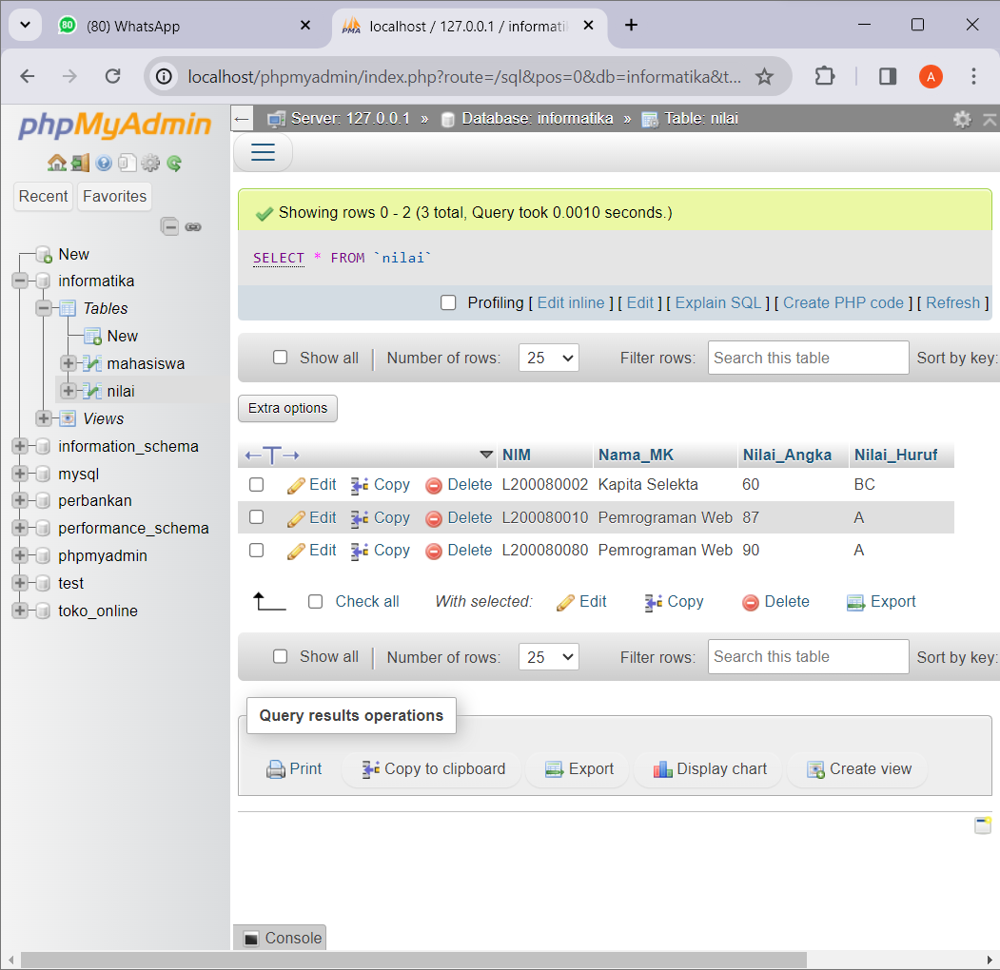 80 (80) WhatsApp
PMA localhost / 127.0.0.1 / informati
localhost/phpmyadmin/index.php?route=/sql&pos=0&db=informatika&t...
A
phpMyAdmin
Recent Favorites
New
informatika
Tables
New
mahasiswa
nilai
Views
information_schema
mysql
perbankan
performance_schema
phpmyadmin
test
toko_online
Server: 127.0.0.1 » Database: informatika » Table: nilai
Showing rows 0 - 2 (3 total, Query took 0.0010 seconds.)
SELECT * FROM `nilai`
Profiling [ Edit inline ] [ Edit ] [ Explain SQL ] [ Create PHP code ] [ Refresh ]
Show all Number of rows: 25 Filter rows: Search this table Sort by key:
Extra options
←T→ NIM Nama_MK Nilai_Angka Nilai_Huruf
Edit Copy Delete L200080002 Kapita Selekta 60 BC
Edit Copy Delete L200080010 Pemrograman Web 87 A
Edit Copy Delete L200080080 Pemrograman Web 90 A
Check all With selected: Edit Copy Delete Export
Show all Number of rows: 25 Filter rows: Search this table Sort by key:
Query results operations
Print Copy to clipboard Export Display chart Create view
Console